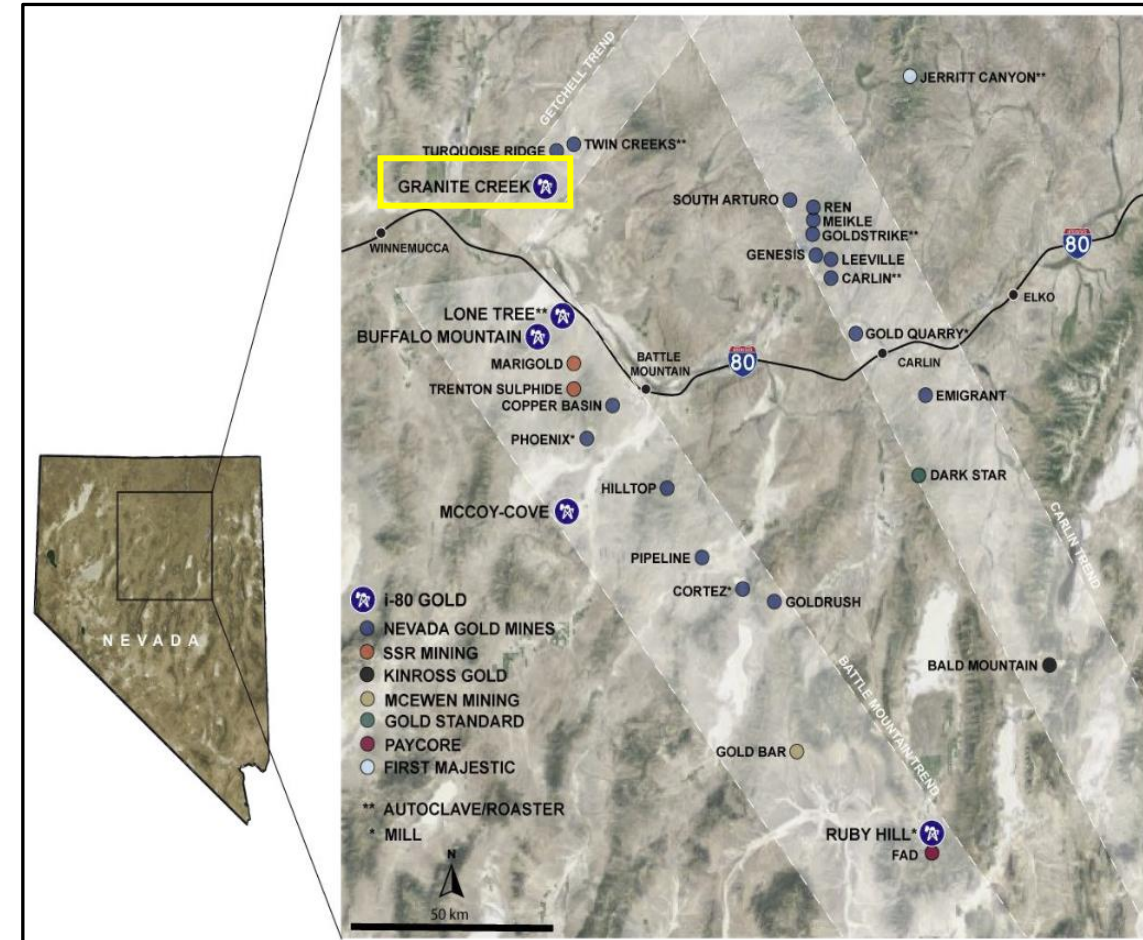 GETCHELL TREND
JERRITT CANYON**
TWIN CREEKS**
TURQUOISE RIDGE
GRANITE CREEK
SOUTH ARTURO
REN
MEIKLE
GOLDSTRIKE**
WINNEMUCCA
80
GENESIS
LEEVILLE
CARLIN**
ELKO
LONE TREE**
BUFFALO MOUNTAIN
GOLD QUARRY*
MARIGOLD
BATTLE
MOUNTAIN
80
CARLIN
TRENTON SULPHIDE
COPPER BASIN
EMIGRANT
PHOENIX*
DARK STAR
HILLTOP
MCCOY-COVE
CARLIN TREND
PIPELINE
CORTEZ*
GOLDRUSH
i-80 GOLD
NEVADA GOLD MINES
SSR MINING
KINROSS GOLD
MCEWEN MINING
GOLD STANDARD
PAYCORE
FIRST MAJESTIC
** AUTOCLAVE/ROASTER
* MILL
NEVADA
BALD MOUNTAIN
BATTLE MOUNTAIN TREND
GOLD BAR
RUBY HILL*
FAD
N
50 km